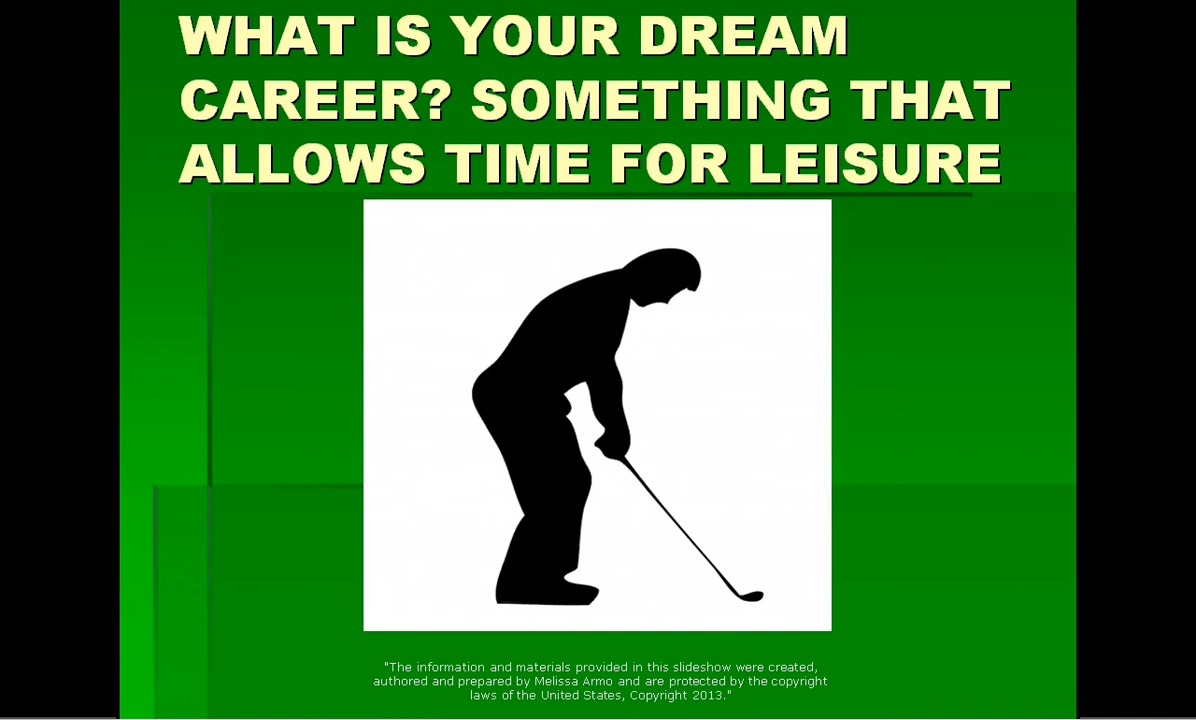 WHAT IS YOUR DREAM
CAREER? SOMETHING THAT
ALLOWS TIME FOR LEISURE
"The information and materials provided in this slideshow were created,
authored and prepared by Melissa Armo and are protected by the copyright
laws of the United States, Copyright 2013."